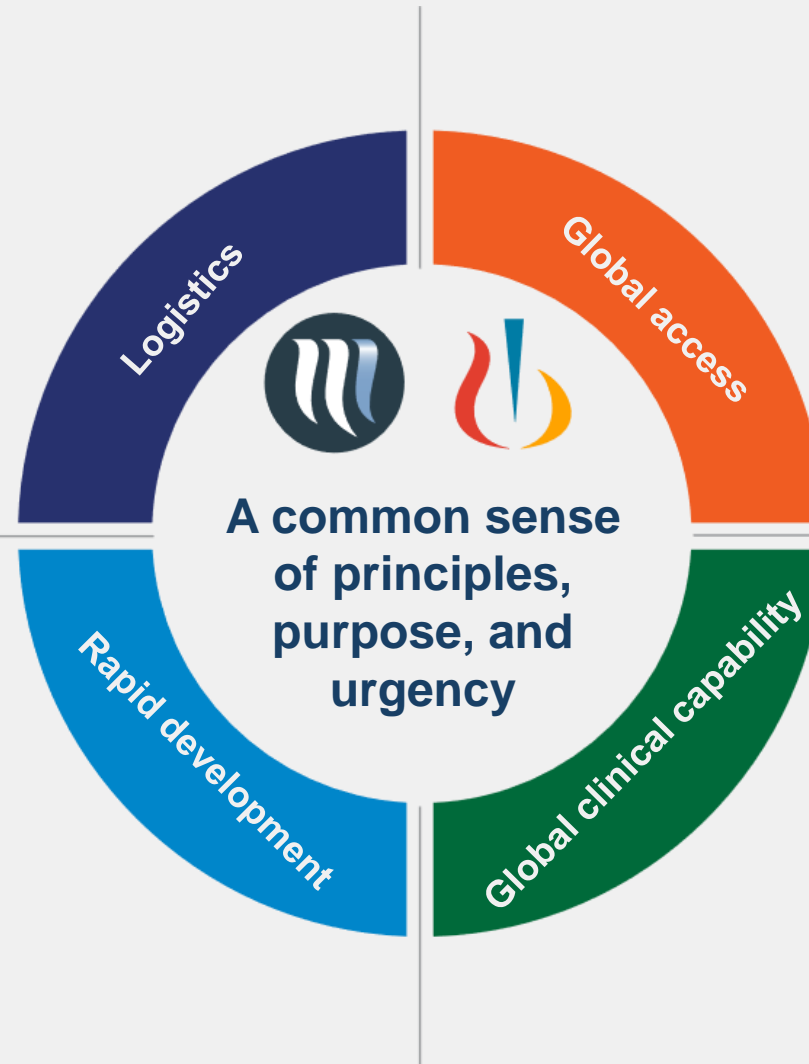 Logistics
Global access
A common sense
of principles,
purpose, and
urgency
Rapid development
Global clinical capability